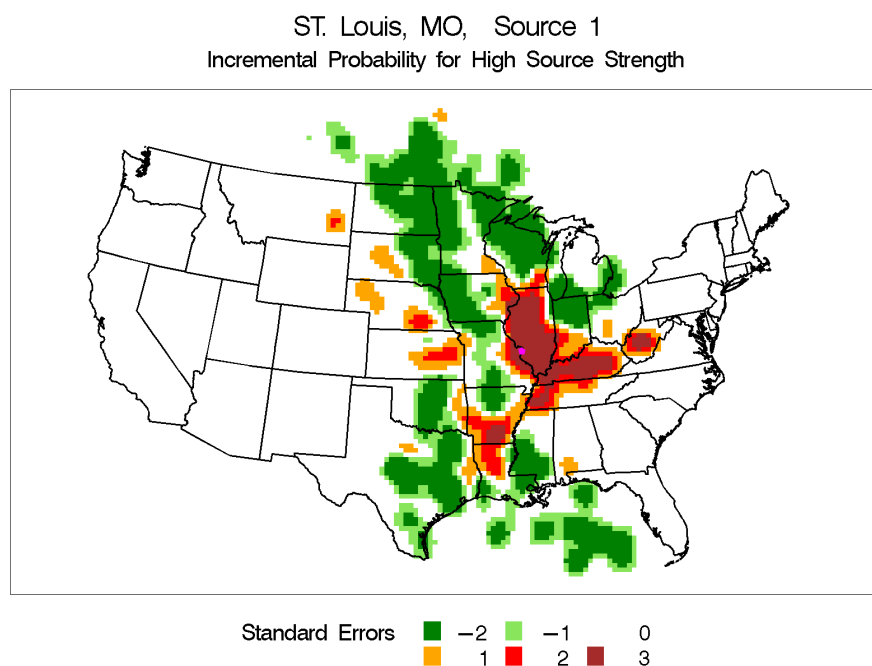 ST. Louis, MO, Source 1
Incremental Probability for High Source Strength
Standard Errors -2 -1 0
1 2 3